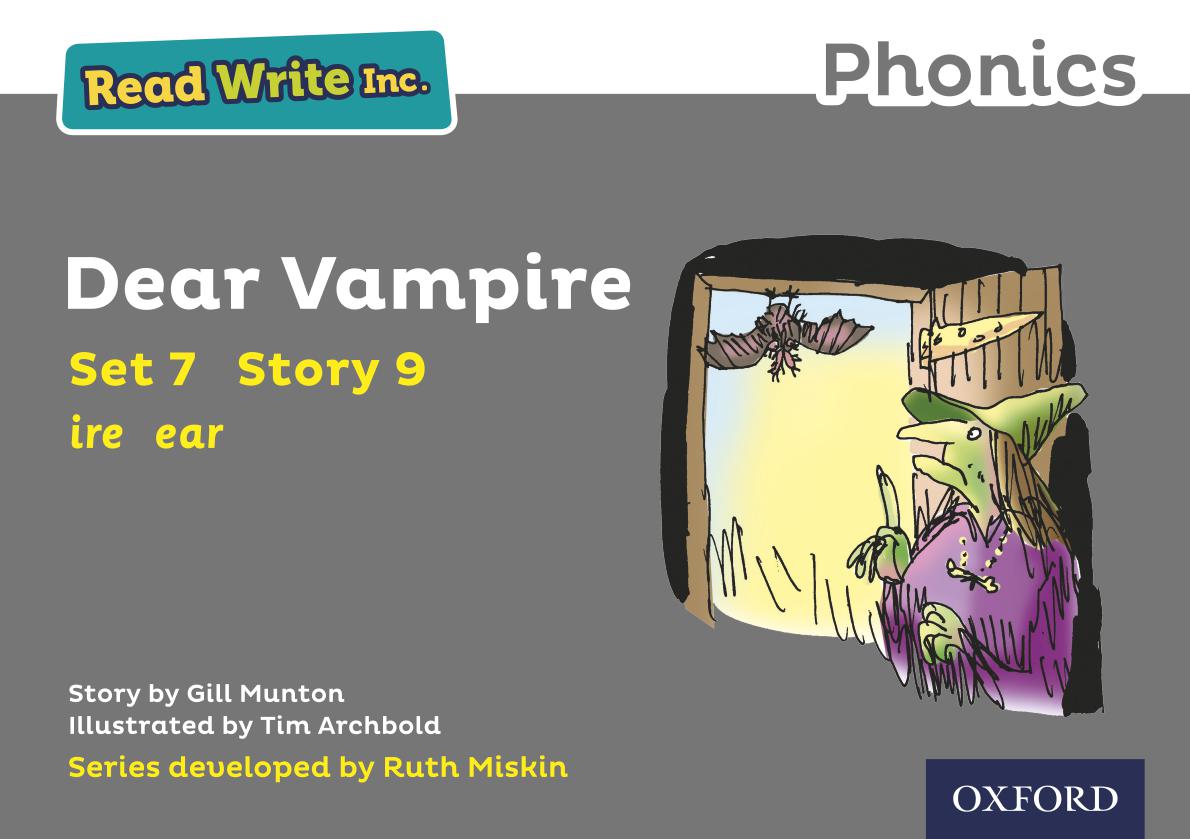 Read Write Inc.
Phonics
Dear Vampire
Set 7 Story 9
ire ear
Story by Gill Munton
Illustrated by Tim Archbold
Series developed by Ruth Miskin
OXFORD